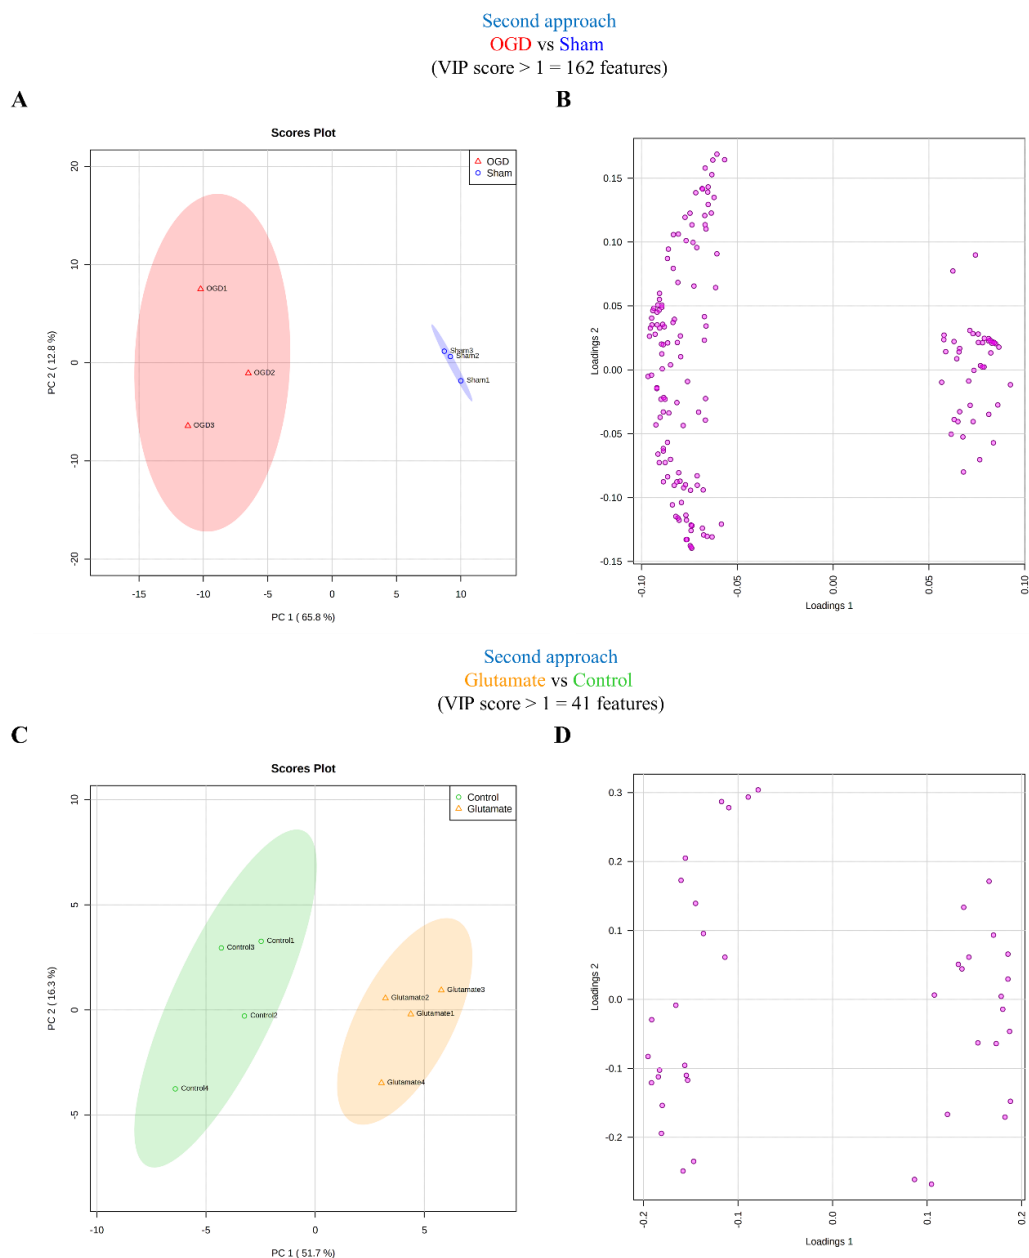 Second approach
OGD vs Sham
(VIP score > 1 = 162 features)
A
B
Scores Plot
OGD
Sham
20
10
0
-10
-20
PC 2 ( 12.8 %)
OGD1
OGD2
OGD3
Sham3
Sham2
Sham1
-15
-10
-5
0
5
10
PC 1 ( 65.8 %)
0.15
0.10
0.05
0.00
-0.05
-0.10
-0.15
Loadings 2
-0.10
-0.05
0.00
0.05
0.10
Loadings 1
Second approach
Glutamate vs Control
(VIP score > 1 = 41 features)
C
D
Scores Plot
Control
Glutamate
10
5
0
-5
PC 2 ( 16.3 %)
Control1
Control3
Control2
Control4
Glutamate3
Glutamate2
Glutamate1
Glutamate4
-10
-5
0
5
PC 1 ( 51.7 %)
0.3
0.2
0.1
0.0
-0.1
-0.2
Loadings 2
-0.2
-0.1
0.0
0.1
0.2
Loadings 1